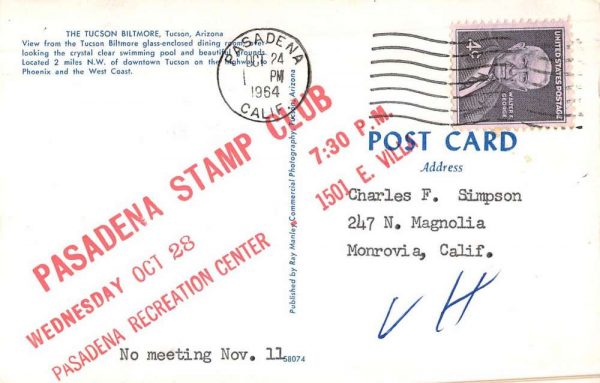 THE TUCSON BILTMORE, Tucson, Arizona
View from the Tucson Biltmore glass-enclosed dining room over
looking the crystal clear swimming pool and beautiful grounds.
Located 2 miles N.W. of downtown Tucson on the highway to
Phoenix and the West Coast.
PASADENA
OCT 24
1 PM
1964
CALIF.
4¢
UNITED STATES POSTAGE
WALTER F.
GEORGE
PASADENA STAMP CLUB
WEDNESDAY OCT 28
7:30 P.M.
PASADENA RECREATION CENTER
1501 E. VILLA
Published by Ray Manley Commercial Photography, Tucson, Arizona
POST CARD
Address
Charles F. Simpson
247 N. Magnolia
Monrovia, Calif.
No meeting Nov. 11
58074